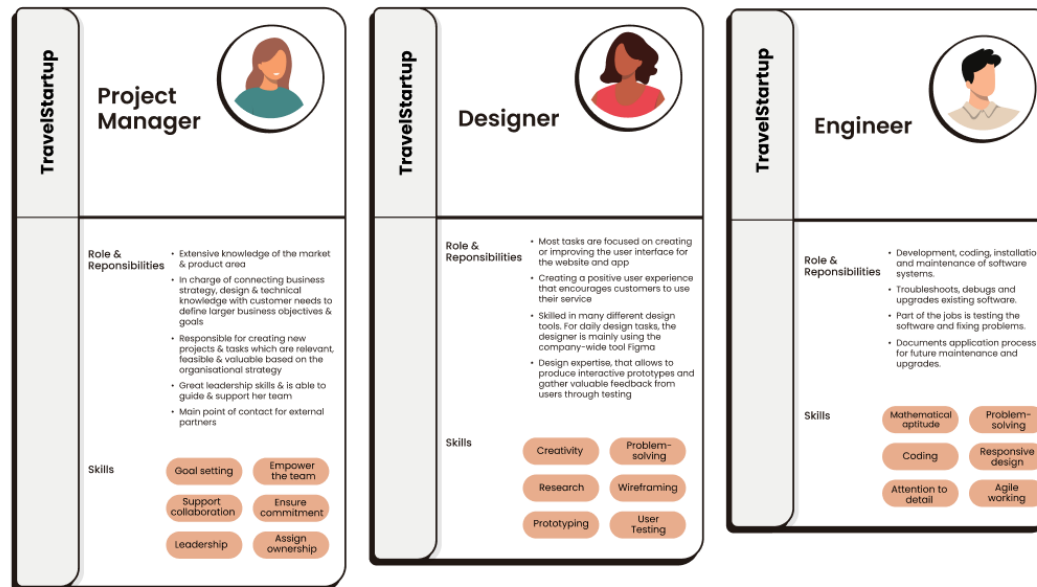 TravelStartup
Project
Manager
Role &
Reponsibilities
• Extensive knowledge of the market
& product area
• In charge of connecting business
strategy, design & technical
knowledge with customer needs to
define larger business objectives &
goals
• Responsible for creating new
projects & tasks which are relevant,
feasible & valuable based on the
organisational strategy
• Great leadership skills & is able to
guide & support her team
• Main point of contact for external
partners
Skills
Goal setting
Empower
the team
Support
collaboration
Ensure
commitment
Leadership
Assign
ownership
TravelStartup
Designer
Role &
Reponsibilities
• Most tasks are focused on creating
or improving the user interface for
the website and app
• Creating a positive user experience
that encourages customers to use
their service
• Skilled in many different design
tools. For daily design tasks, the
designer is mainly using the
company-wide tool Figma
• Design expertise, that allows to
produce interactive prototypes and
gather valuable feedback from
users through testing
Skills
Creativity
Problem-
solving
Research
Wireframing
Prototyping
User
Testing
TravelStartup
Engineer
Role &
Reponsibilities
• Development, coding, installatio
and maintenance of software
systems.
• Troubleshoots, debugs and
upgrades existing software.
• Part of the jobs is testing the
software and fixing problems.
• Documents application process
for future maintenance and
upgrades.
Skills
Mathematical
aptitude
Problem-
solving
Coding
Responsive
design
Attention to
detail
Agile
working